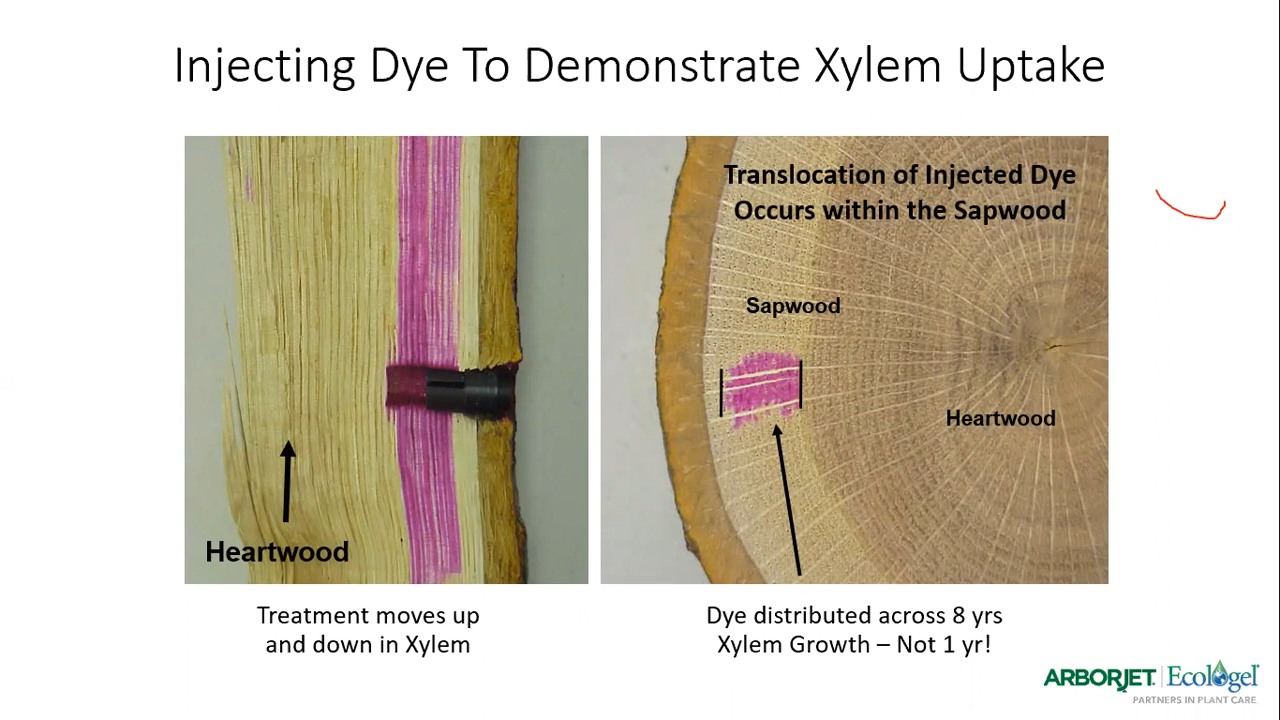 Injecting Dye To Demonstrate Xylem Uptake
Translocation of Injected Dye
Occurs within the Sapwood
Sapwood
Heartwood
Heartwood
Treatment moves up
and down in Xylem
Dye distributed across 8 yrs
Xylem Growth – Not 1 yr!
ARBORJET | Ecologel
PARTNERS IN PLANT CARE